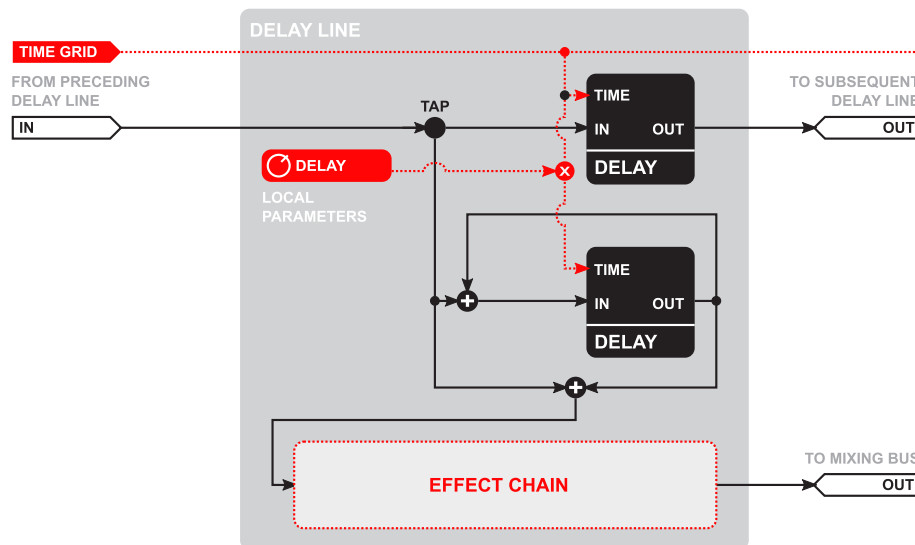 DELAY LINE
TIME GRID
FROM PRECEDING
DELAY LINE
IN
TAP
TIME
IN OUT
DELAY
TO SUBSEQUENT
DELAY LINE
OUT
DELAY
LOCAL
PARAMETERS
x
TIME
IN OUT
DELAY
+
+
EFFECT CHAIN
TO MIXING BUS
OUT